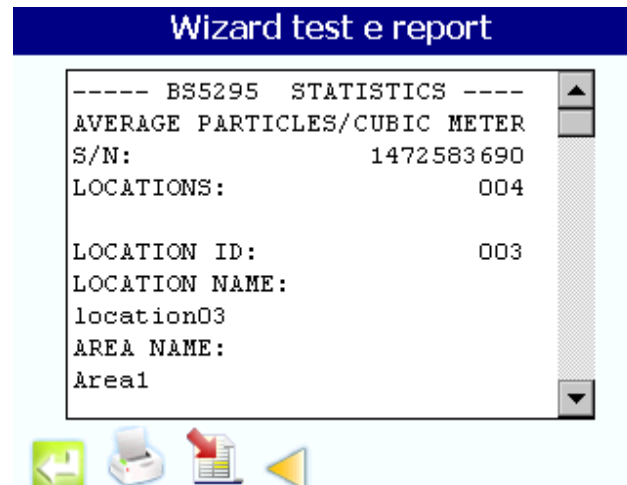 Wizard test e report
----- BS5295  STATISTICS ----
AVERAGE PARTICLES/CUBIC METER
S/N:             1472583690
LOCATIONS:              004
LOCATION ID:            003
LOCATION NAME:
location03
AREA NAME:
Area1